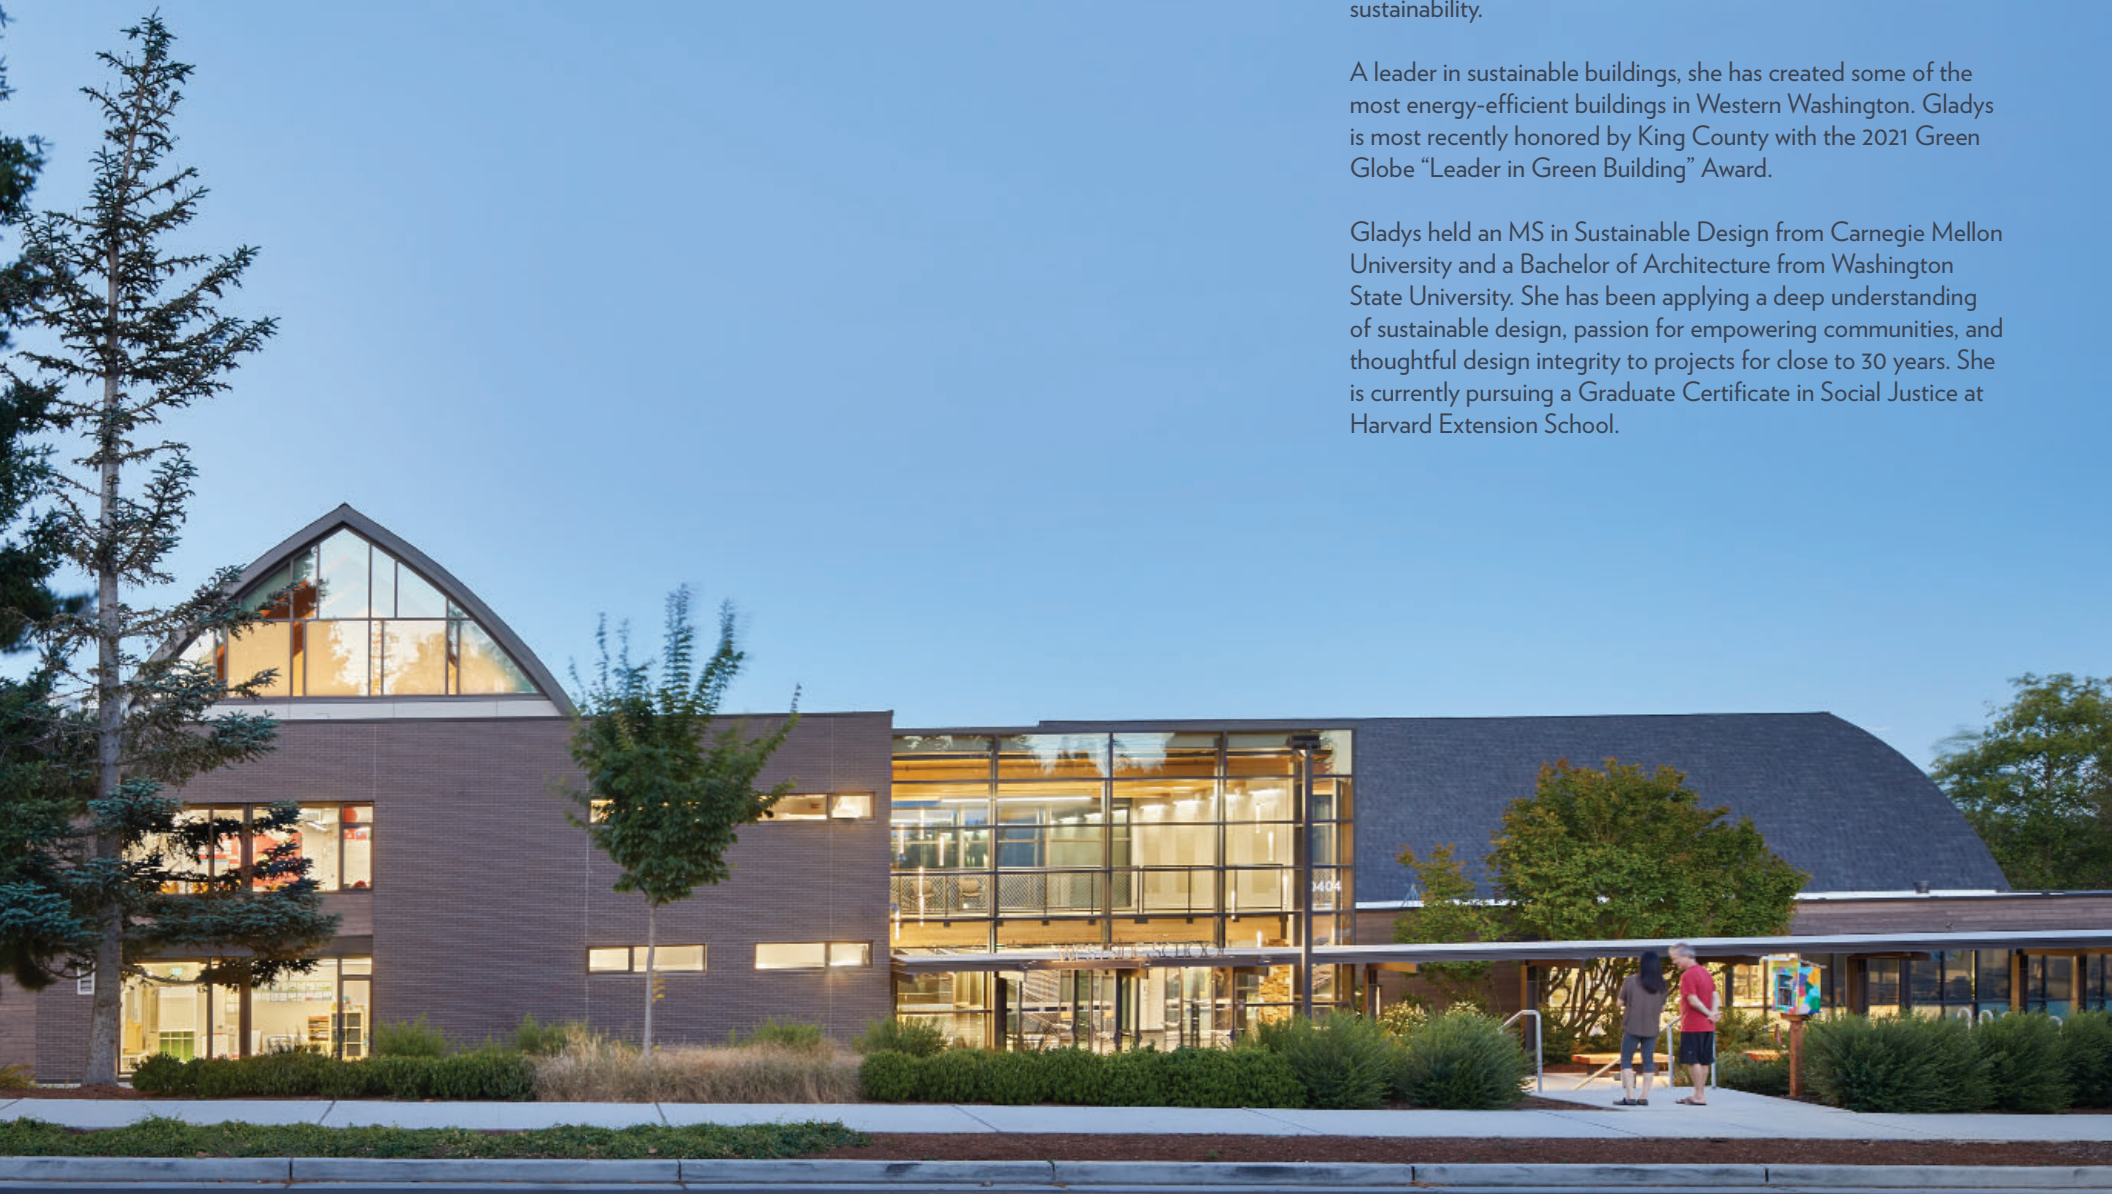 sustainability.
A leader in sustainable buildings, she has created some of the
most energy-efficient buildings in Western Washington. Gladys
is most recently honored by King County with the 2021 Green
Globe “Leader in Green Building” Award.
Gladys held an MS in Sustainable Design from Carnegie Mellon
University and a Bachelor of Architecture from Washington
State University. She has been applying a deep understanding
of sustainable design, passion for empowering communities, and
thoughtful design integrity to projects for close to 30 years. She
is currently pursuing a Graduate Certificate in Social Justice at
Harvard Extension School.
SCHOOL